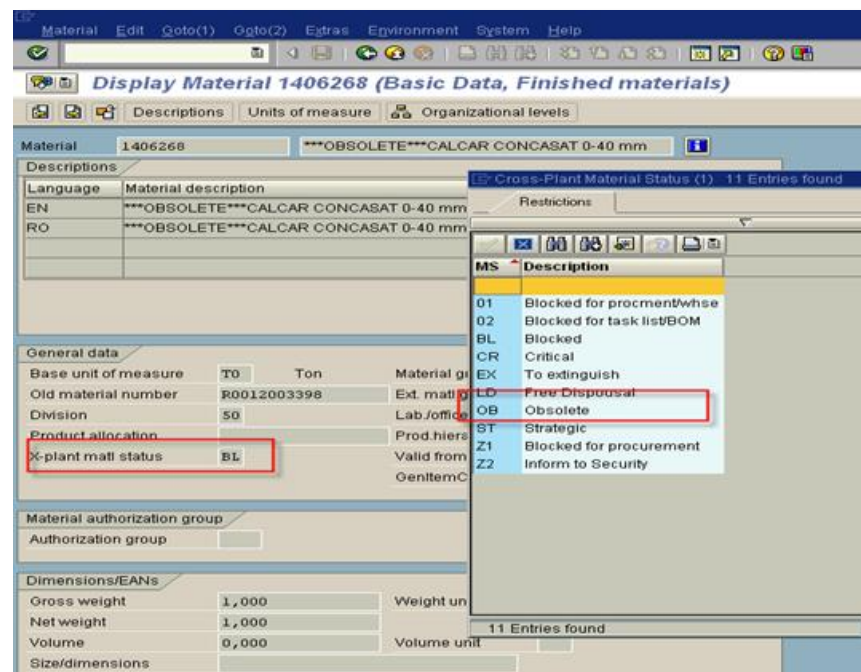 Material Edit Goto(1) Ogto(2) Extras Environment System Help
Display Material 1406268 (Basic Data, Finished materials)
Descriptions Units of measure Organizational levels
Material 1406268 ***OBSOLETE***CALCAR CONCASAT 0-40 mm
Descriptions
Language Material description
EN ***OBSOLETE***CALCAR CONCASAT 0-40 mm
RO ***OBSOLETE***CALCAR CONCASAT 0-40 mm
General data
Base unit of measure TO Ton Material
Old material number R0012003398 Ext.
Division 50 Lab./office
Product allocation Prod.hiera
X-plant matl status BL Valid from
GenItemC
Material authorization group
Authorization group
Dimensions/EANs
Gross weight 1,000 Weight un
Net weight 1,000
Volume 0,000 Volume unit
Size/dimensions
Cross-Plant Material Status (1) 11 Entries found
Restrictions
MS Description
01 Blocked for procment/whse
02 Blocked for task list/BOM
BL Blocked
CR Critical
EX To extinguish
LD Free Dispousal
OB Obsolete
ST Strategic
Z1 Blocked for procurement
Z2 Inform to Security
11 Entries found